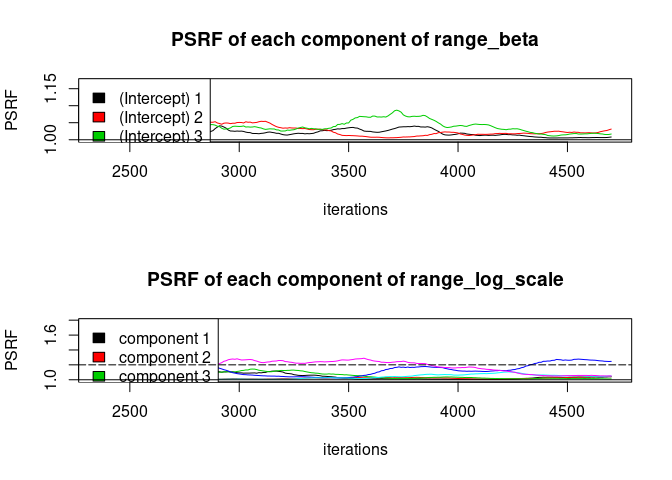 PSRF of each component of range_beta
PSRF
1.15
1.00
(Intercept) 1
(Intercept) 2
(Intercept) 3
2500 3000 3500 4000 4500
iterations
PSRF of each component of range_log_scale
PSRF
1.6
1.0
component 1
component 2
component 3
2500 3000 3500 4000 4500
iterations